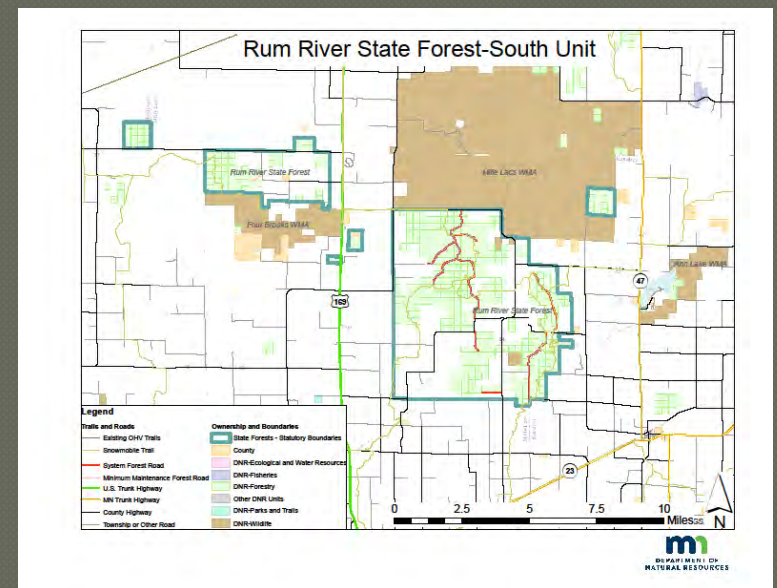 Rum River State Forest-South Unit
Rum River State Forest
Mille Lacs WMA
Four Brooks WMA
Ann Lake WMA
47
169
Rum River State Forest
23
Legend
Trails and Roads
Existing OHV Trails
Snowmobile Trail
System Forest Road
Minimum Maintenance Forest Road
U.S. Trunk Highway
MN Trunk Highway
County Highway
Township or Other Road
Ownership and Boundaries
State Forests - Statutory Boundaries
County
DNR-Ecological and Water Resources
DNR-Fisheries
DNR-Forestry
Other DNR Units
DNR-Parks and Trails
DNR-Wildlife
0 2.5 5 7.5 10
Miles
N
mn
DEPARTMENT OF
NATURAL RESOURCES